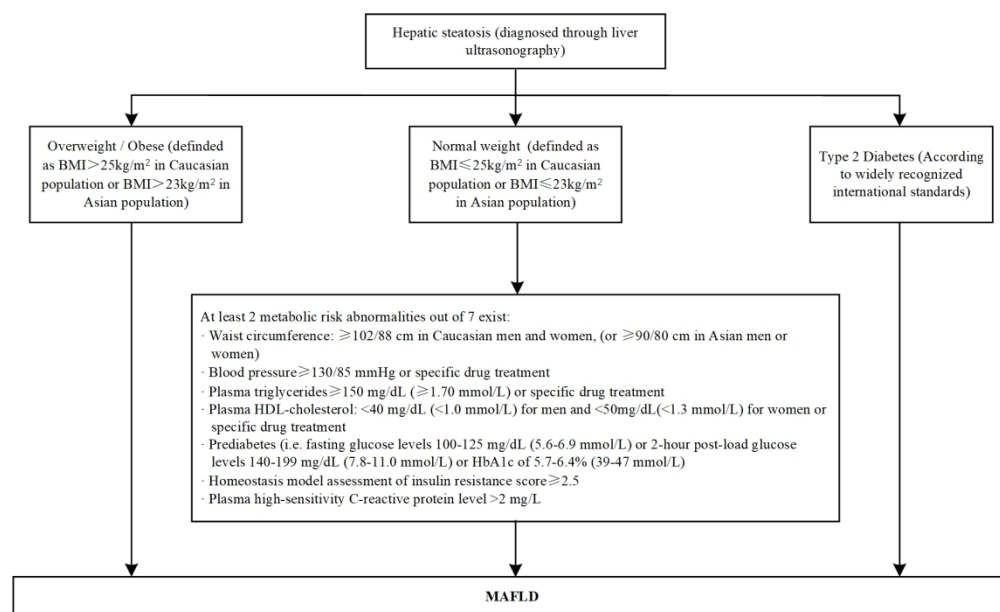 Hepatic steatosis (diagnosed through liver
ultrasonography)
Overweight / Obese (definded
as BMI＞25kg/m² in Caucasian
population or BMI＞23kg/m² in
Asian population)
Normal weight (definded as
BMI≤25kg/m² in Caucasian
population or BMI≤23kg/m²
in Asian population)
Type 2 Diabetes (According
to widely recognized
international standards)
At least 2 metabolic risk abnormalities out of 7 exist:
· Waist circumference: ≥102/88 cm in Caucasian men and women, (or ≥90/80 cm in Asian men or
women)
· Blood pressure≥130/85 mmHg or specific drug treatment
· Plasma triglycerides≥150 mg/dL (≥1.70 mmol/L) or specific drug treatment
· Plasma HDL-cholesterol: <40 mg/dL (<1.0 mmol/L) for men and <50mg/dL(<1.3 mmol/L) for women or
specific drug treatment
· Prediabetes (i.e. fasting glucose levels 100-125 mg/dL (5.6-6.9 mmol/L) or 2-hour post-load glucose
levels 140-199 mg/dL (7.8-11.0 mmol/L) or HbA1c of 5.7-6.4% (39-47 mmol/L)
· Homeostasis model assessment of insulin resistance score≥2.5
· Plasma high-sensitivity C-reactive protein level >2 mg/L
MAFLD